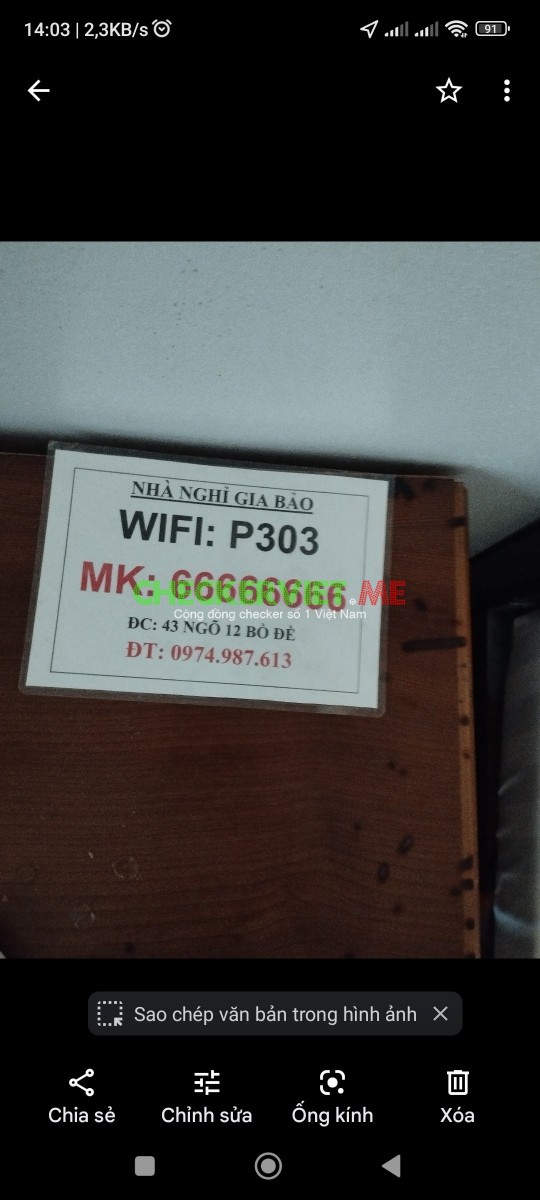 14:03 | 2,3KB/s
91
NHÀ NGHỈ GIA BẢO
WIFI: P303
MK: 66666666
CHECKERVIET.ME
Cộng đồng checker số 1 Việt Nam
ĐC: 43 NGÕ 12 BỒ ĐỀ
ĐT: 0974.987.613
Sao chép văn bản trong hình ảnh
Chia sẻ
Chỉnh sửa
Ống kính
Xóa